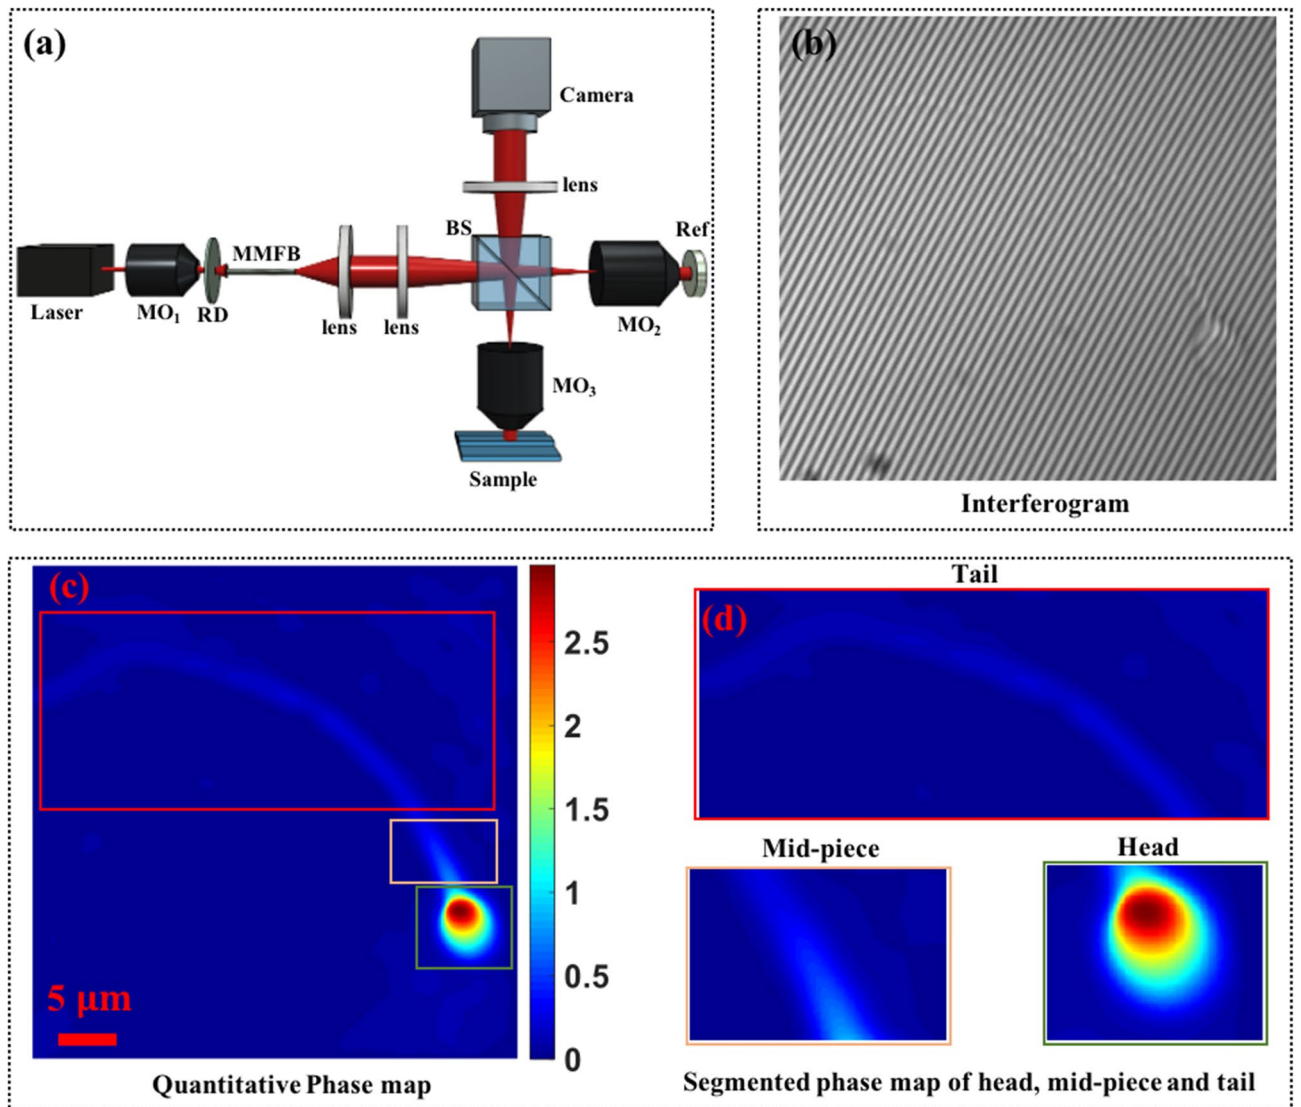 (a)
Camera
lens
BS
Ref
MMFB
Laser
MO₁
RD
lens
lens
MO₂
MO₃
Sample
(b)
Interferogram
(c)
2.5
2
1.5
1
0.5
0
5 μm
Quantitative Phase map
Tail
(d)
Mid-piece
Head
Segmented phase map of head, mid-piece and tail